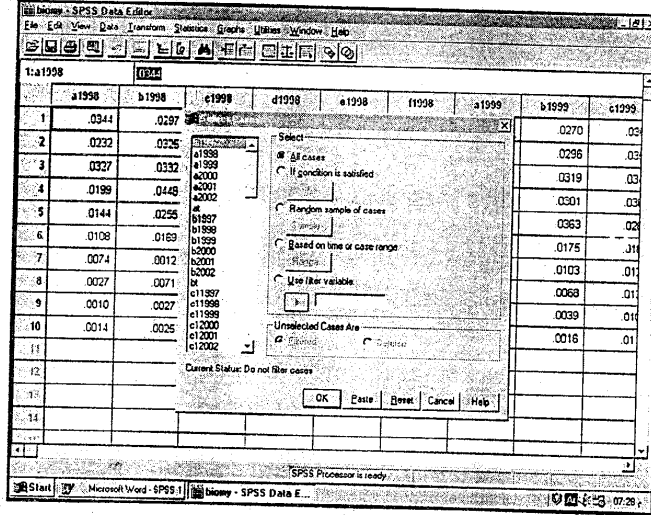 biomy - SPSS Data Editor
File Edit View Data Transform Statistics Graphs Utilities Window Help
1:a1998 .0344
a1998 b1998 c1998 d1998 e1998 f1998 a1999 b1999 c1999
1 .0344 .0297 .0270
2 .0232 .0325 .0296
3 .0327 .0332 .0319
4 .0199 .0448 .0301
5 .0144 .0255 .0363
6 .0108 .0169 .0175
7 .0074 .0012 .0103
8 .0027 .0071 .0068
9 .0010 .0027 .0039
10 .0014 .0025 .0016
11
12
13
14
a1998
a1999
a2000
a2001
a2002
at
b1997
b1998
b1999
b2000
b2001
b2002
bt
c11997
c11998
c11999
c12000
c12001
c12002
Select
All cases
If condition is satisfied
Random sample of cases
Based on time or case range
Range
Use filter variable:
Unselected Cases Are
Filtered Deleted
Current Status: Do not filter cases
OK Paste Reset Cancel Help
SPSS Processor is ready
Start Microsoft Word - SPSS 1 biomy - SPSS Data E... 07:28